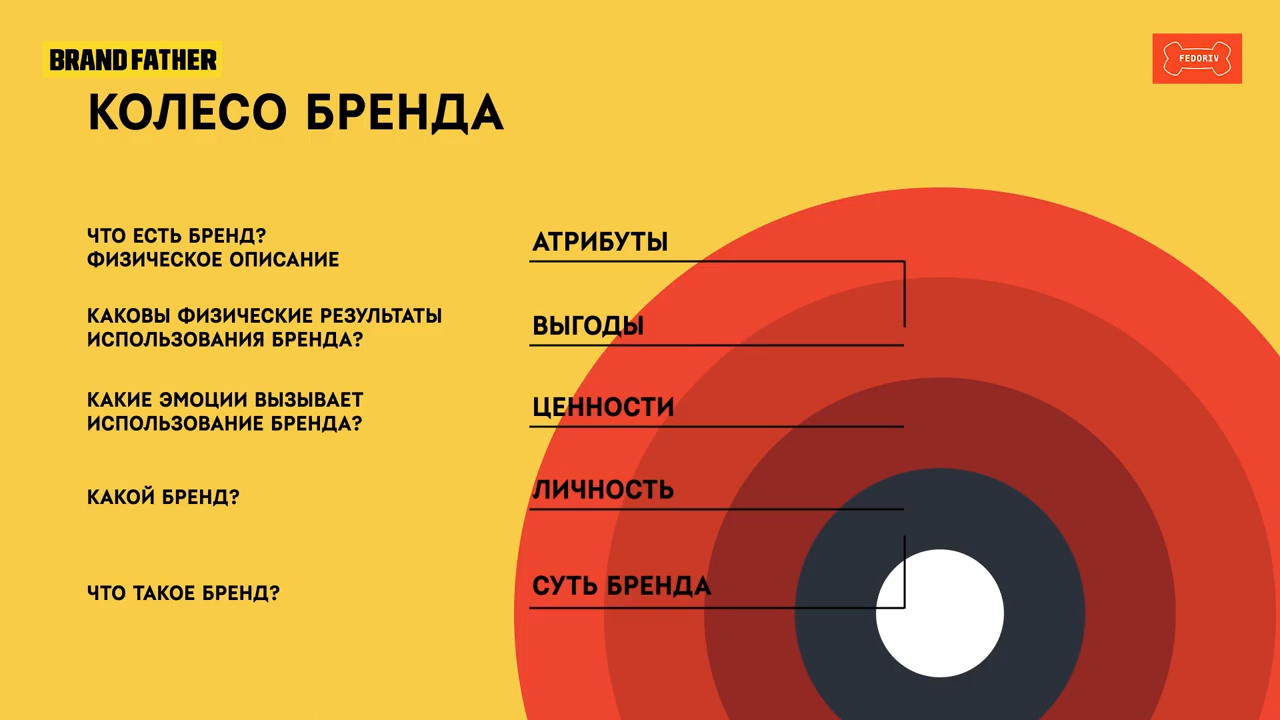 BRAND FATHER
FEDORIV
КОЛЕСО БРЕНДА
ЧТО ЕСТЬ БРЕНД?
ФИЗИЧЕСКОЕ ОПИСАНИЕ
АТРИБУТЫ
КАКОВЫ ФИЗИЧЕСКИЕ РЕЗУЛЬТАТЫ
ИСПОЛЬЗОВАНИЯ БРЕНДА?
ВЫГОДЫ
КАКИЕ ЭМОЦИИ ВЫЗЫВАЕТ
ИСПОЛЬЗОВАНИЕ БРЕНДА?
ЦЕННОСТИ
КАКОЙ БРЕНД?
ЛИЧНОСТЬ
ЧТО ТАКОЕ БРЕНД?
СУТЬ БРЕНДА